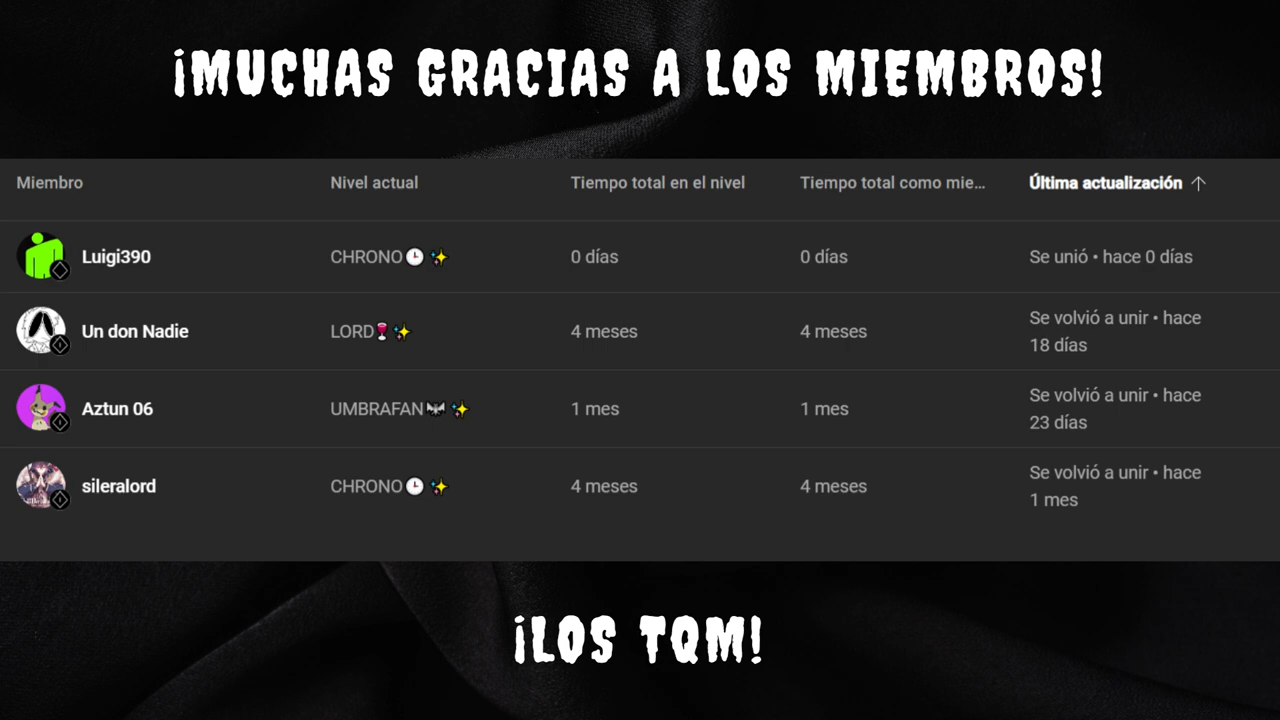 ¡MUCHAS GRACIAS A LOS MIEMBROS!
Miembro Nivel actual Tiempo total en el nivel Tiempo total como mie... Última actualización ↑
Luigi390 CHRONO🕒✨ 0 días 0 días Se unió • hace 0 días
Un don Nadie LORD🍷✨ 4 meses 4 meses Se volvió a unir • hace
18 días
Aztun 06 UMBRAFAN🦇✨ 1 mes 1 mes Se volvió a unir • hace
23 días
sileralord CHRONO🕒✨ 4 meses 4 meses Se volvió a unir • hace
1 mes
¡LOS TQM!